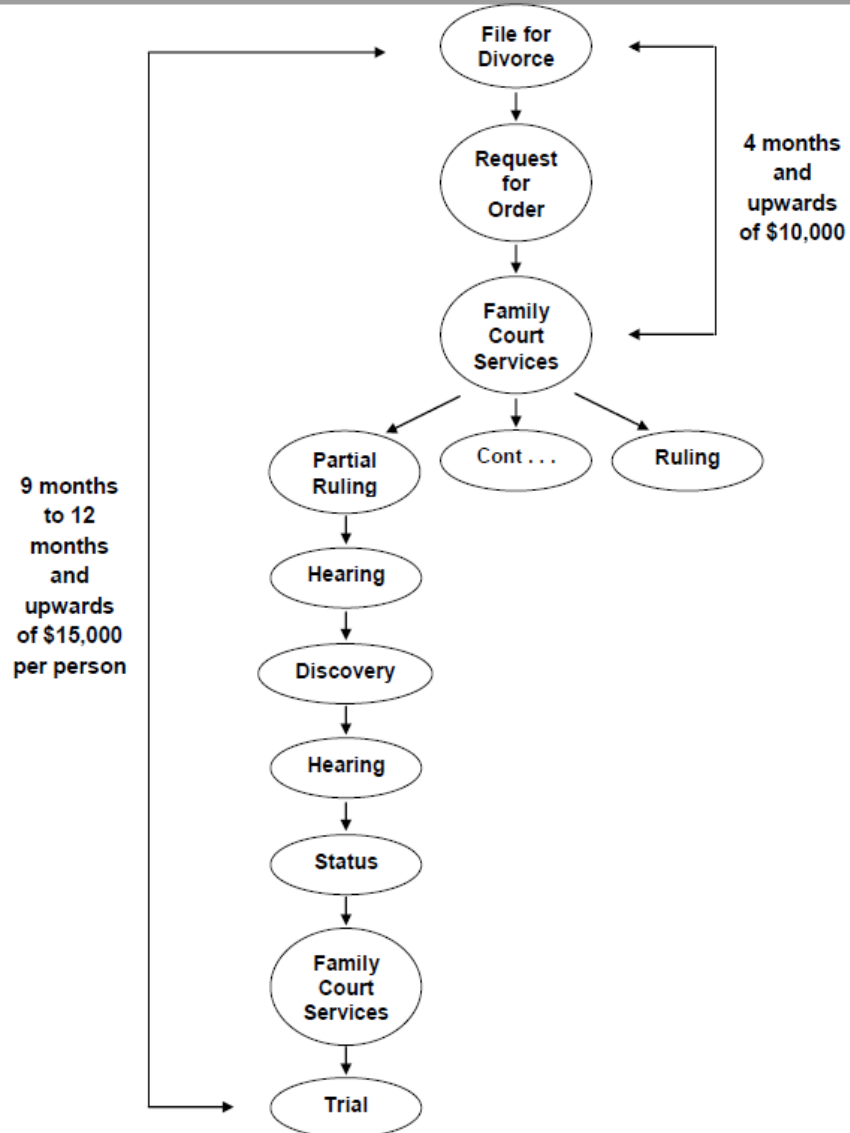 File for
Divorce
Request
for
Order
4 months
and
upwards
of $10,000
Family
Court
Services
Partial
Ruling
Cont . . .
Ruling
9 months
to 12
months
and
upwards
of $15,000
per person
Hearing
Discovery
Hearing
Status
Family
Court
Services
Trial